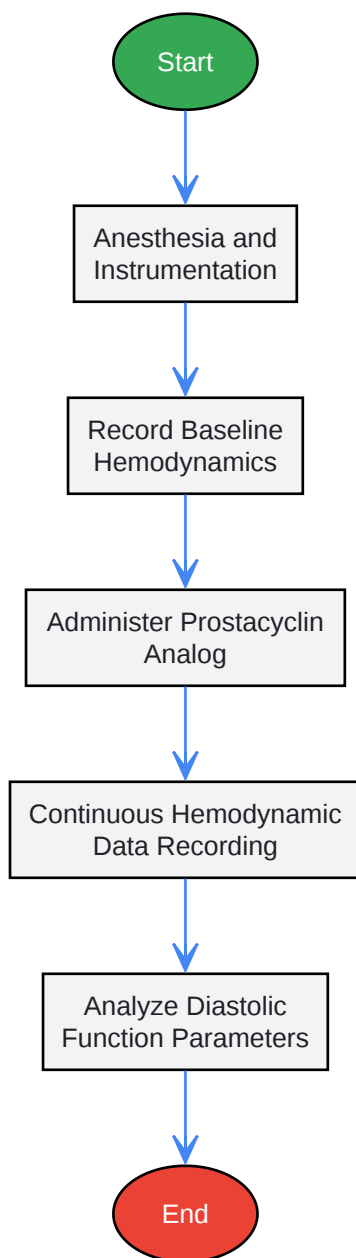 Start
Anesthesia and
Instrumentation
Record Baseline
Hemodynamics
Administer Prostacyclin
Analog
Continuous Hemodynamic
Data Recording
Analyze Diastolic
Function Parameters
End